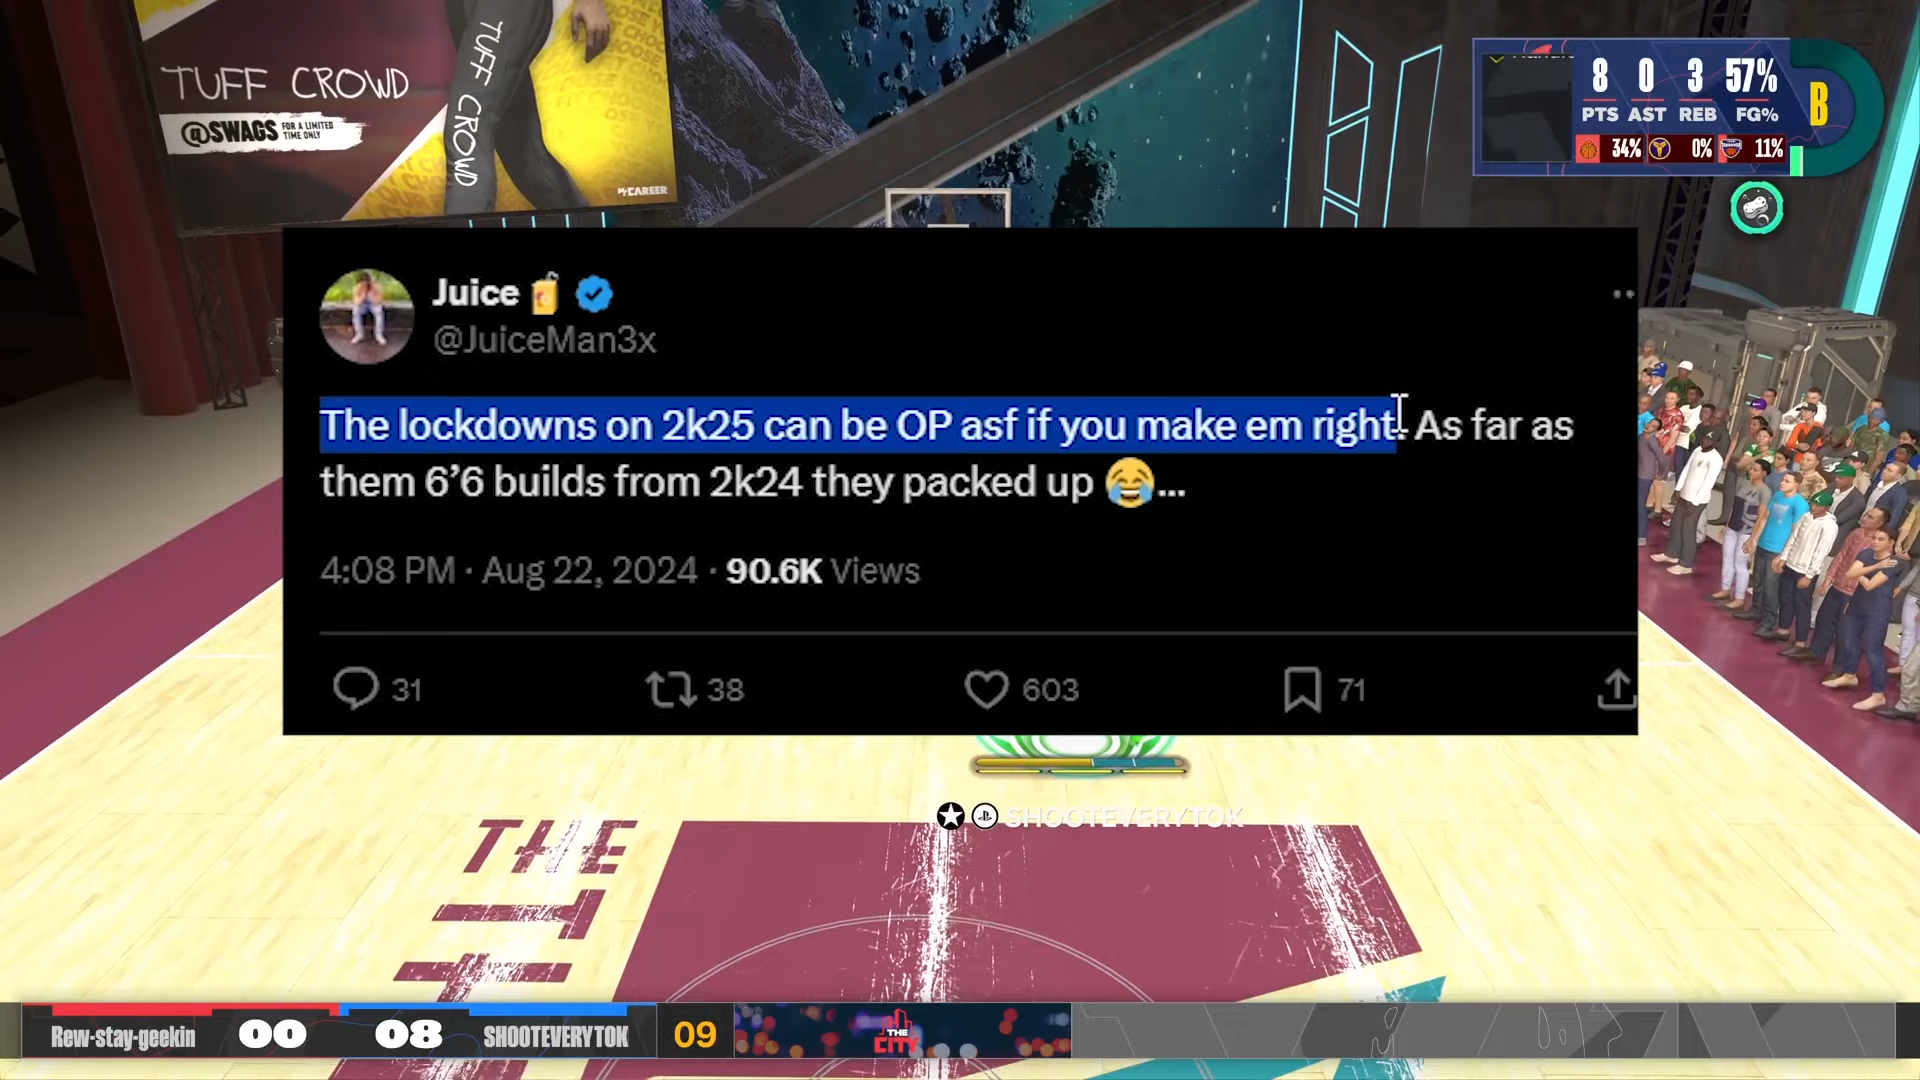 TUFF CROWD
@SWAGS FOR A LIMITED TIME ONLY
TUFF CROWD
MyCAREER
8 0 3 57%
PTS AST REB FG%
34% 0% 11%
B
Juice
@JuiceMan3x
The lockdowns on 2k25 can be OP asf if you make em right. As far as
them 6’6 builds from 2k24 they packed up 😂...
4:08 PM · Aug 22, 2024 · 90.6K Views
31 38 603 71
SHOOTEVERYTOK
THE
Rew-stay-geekin 00 08 SHOOTEVERYTOK 09 THE CITY